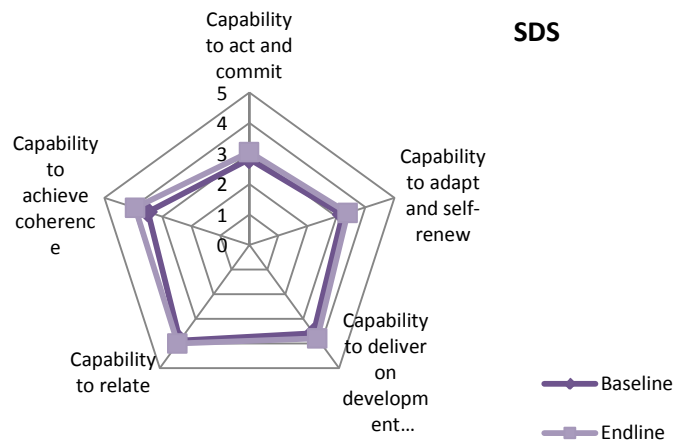 SDS
Capability
to act and
commit
5
4
3
2
1
0
Capability
to adapt
and self-
renew
Capability
to deliver
on
developm
ent...
Capability
to relate
Capability
to
achieve
coherenc
e
Baseline
Endline